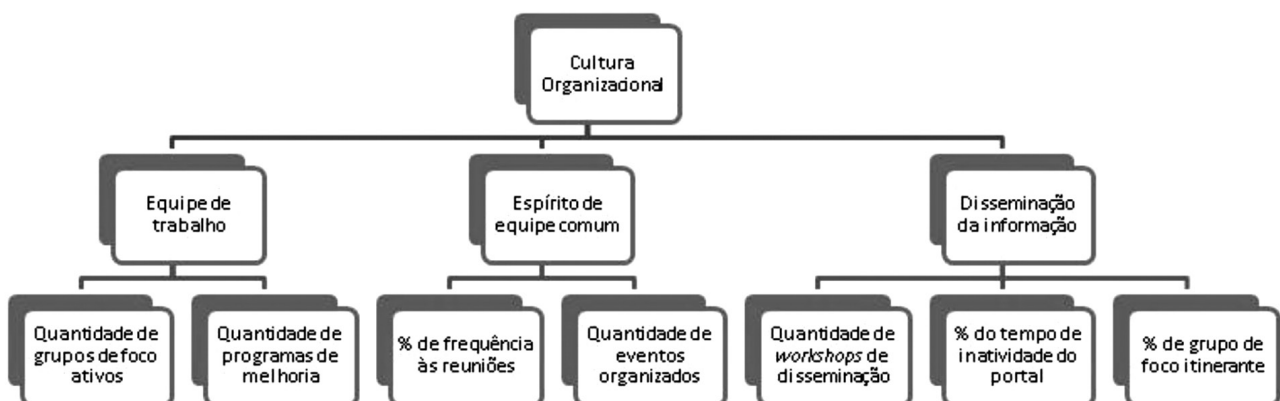 Cultura
Organizacional
Equipe de
trabalho
Espírito de
equipe comum
Disseminação
da informação
Quantidade de
grupos de foco
ativos
Quantidade de
programas de
melhoria
% de frequência
às reuniões
Quantidade de
eventos
organizados
Quantidade de
workshops de
disseminação
% do tempo de
inatividade do
portal
% de grupo de
foco itinerante